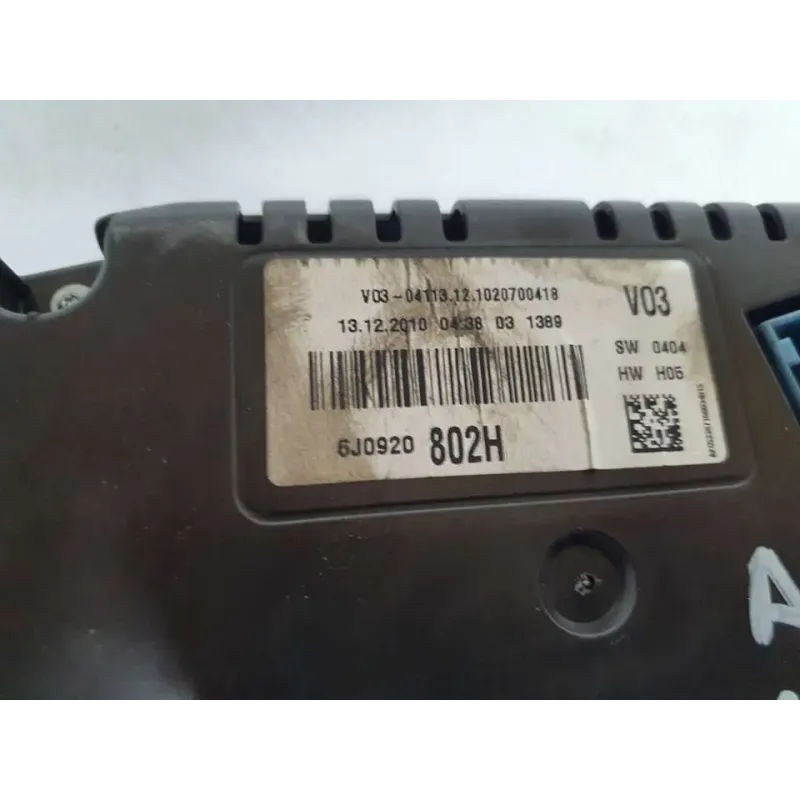 V03-04113.12.1020700418
13.12.2010 04:38 03 1389
6J0920 802H
V03
SW 0404
HW H05
A